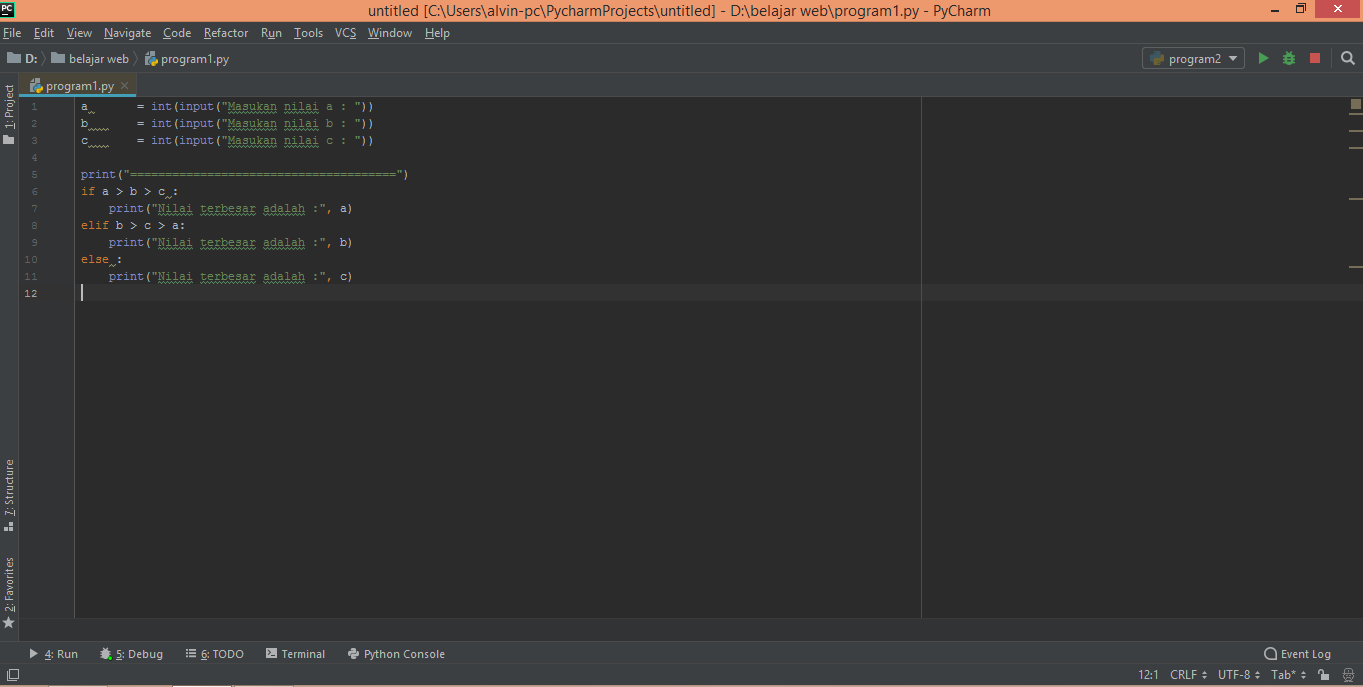 PC untitled [C:\Users\alvin-pc\PycharmProjects\untitled] - D:\belajar web\program1.py - PyCharm
File Edit View Navigate Code Refactor Run Tools VCS Window Help
D: belajar web program1.py program2
program1.py
1: Project
1 a = int(input("Masukan nilai a : "))
2 b = int(input("Masukan nilai b : "))
3 c = int(input("Masukan nilai c : "))
4
5 print("======================================")
6 if a > b > c :
7 print("Nilai terbesar adalah :", a)
8 elif b > c > a:
9 print("Nilai terbesar adalah :", b)
10 else :
11 print("Nilai terbesar adalah :", c)
12
7: Structure
2: Favorites
4: Run 5: Debug 6: TODO Terminal Python Console Event Log
12:1 CRLF UTF-8 Tab*